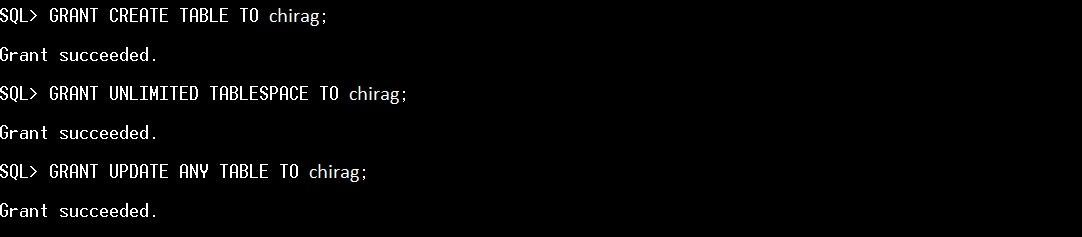 SQL> GRANT CREATE TABLE TO chirag;
Grant succeeded.
SQL> GRANT UNLIMITED TABLESPACE TO chirag;
Grant succeeded.
SQL> GRANT UPDATE ANY TABLE TO chirag;
Grant succeeded.